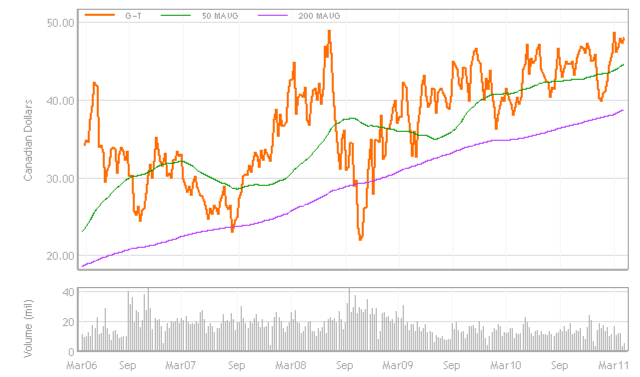 G-T 50 MAVG 200 MAVG
50.00
40.00
30.00
20.00
Canadian Dollars
40
20
0
Volume (mil)
Mar06 Sep Mar07 Sep Mar08 Sep Mar09 Sep Mar10 Sep Mar11